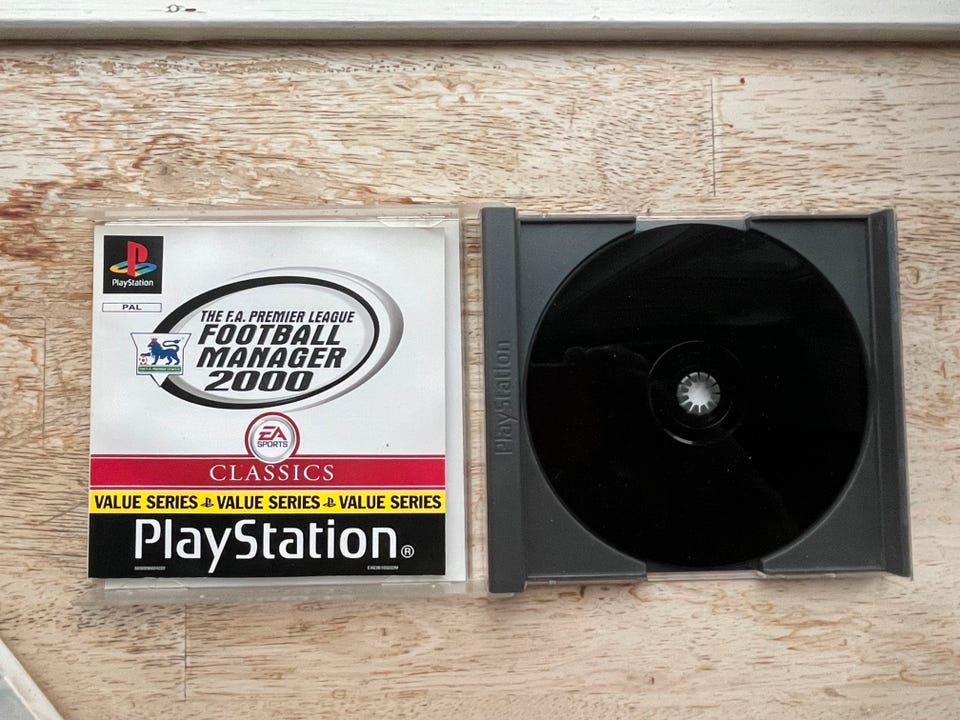 PlayStation
PAL
THE F.A. PREMIER LEAGUE
FOOTBALL
MANAGER
2000
EA
SPORTS
CLASSICS
VALUE SERIES VALUE SERIES VALUE SERIES
PlayStation®
PlayStation